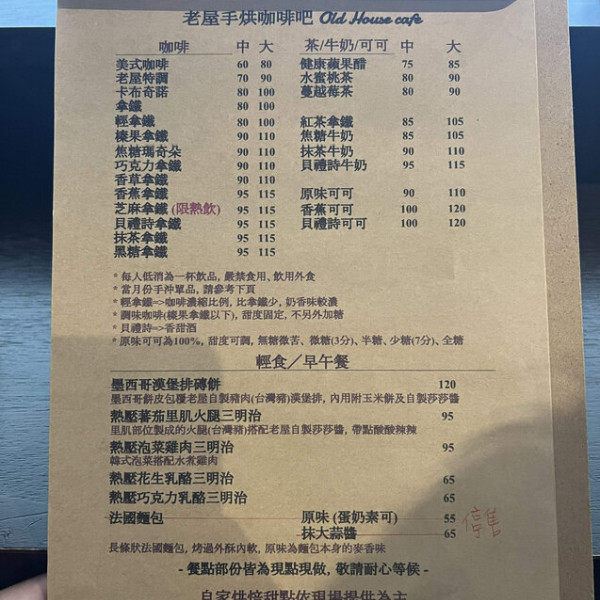 老屋手烘咖啡吧 Old House cafe
咖啡 中 大
美式咖啡 60 80
老屋特調 70 90
卡布奇諾 80 100
拿鐵 80 100
輕拿鐵 80 100
榛果拿鐵 90 110
焦糖瑪奇朵 90 110
巧克力拿鐵 90 110
香草拿鐵 90 110
香蕉拿鐵 95 115
芝麻拿鐵 (限熱飲) 95 115
貝禮詩拿鐵 95 115
抹茶拿鐵 95 115
黑糖拿鐵 95 115
茶/牛奶/可可 中 大
健康蘋果醋 75 85
水蜜桃茶 80 90
蔓越莓茶 80 90
紅茶拿鐵 85 105
焦糖牛奶 85 105
抹茶牛奶 90 110
貝禮詩牛奶 95 115
原味可可 90 110
香蕉可可 100 120
貝禮詩可可 100 120
* 每人低消為一杯飲品, 嚴禁食用、飲用外食
* 當月份手沖單品, 請參考下頁
* 輕拿鐵=>咖啡濃縮比例, 比拿鐵少, 奶香味較濃
* 調味咖啡(榛果拿鐵以下), 甜度固定, 不另外加糖
* 貝禮詩=>香甜酒
* 原味可可為100%, 甜度可調, 無糖微苦、微糖(3分)、半糖、少糖(7分)、全糖
輕食／早午餐
墨西哥漢堡排磚餅 120
墨西哥餅皮包覆老屋自製豬肉(台灣豬)漢堡排, 內用附玉米餅及自製莎莎醬
熱壓蕃茄里肌火腿三明治 95
里肌部位製成的火腿(台灣豬)搭配老屋自製莎莎醬, 帶點酸酸辣辣
熱壓泡菜雞肉三明治 95
韓式泡菜搭配水煮雞肉
熱壓花生乳酪三明治 65
熱壓巧克力乳酪三明治 65
法國麵包 原味 (蛋奶素可) 55
抹大蒜醬 65
停售
長條狀法國麵包, 烤過外酥內軟, 原味為麵包本身的麥香味
- 餐點部份皆為現點現做, 敬請耐心等候 -
自家烘焙甜點依現場提供為主